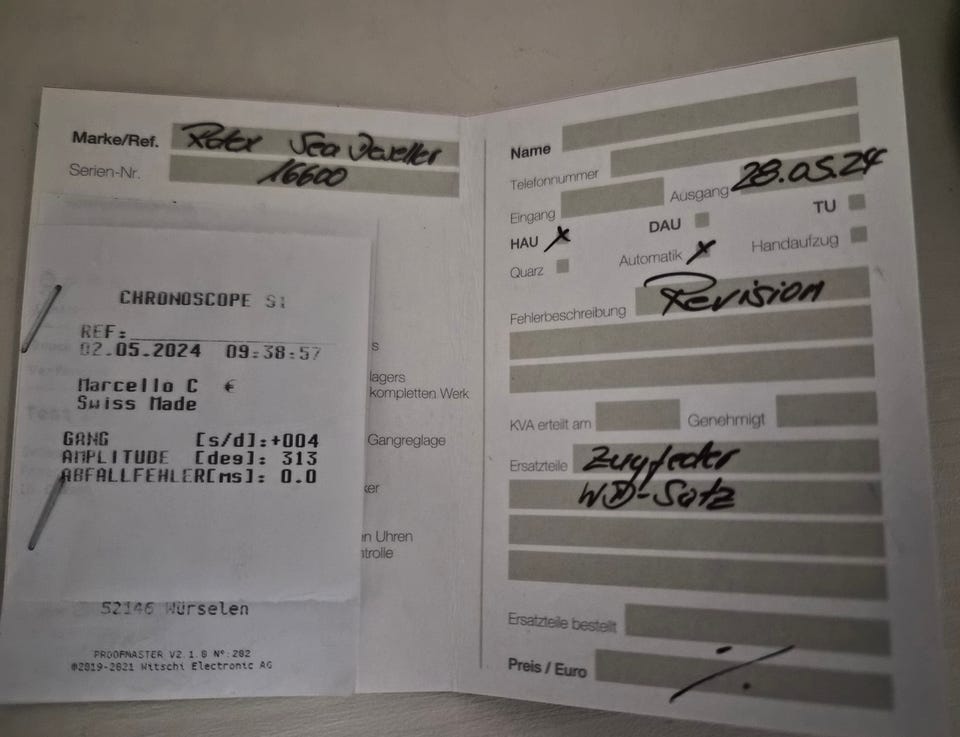 Marke/Ref. Rolex Sea Dweller
Serien-Nr. 16600
CHRONOSCOPE S1
REF:
02.05.2024 09:38:57
Marcello C €
Swiss Made
GANG [s/d]:+004
AMPLITUDE [deg]: 313
ABFALLFEHLER[ms]: 0.0
52146 Würselen
PROOFMASTER V2.1.0 N°:202
©2019-2021 Witschi Electronic AG
s
lagers
kompletten Werk
Gangreglage
ker
n Uhren
ntrolle
Name
Telefonnummer
Eingang Ausgang 28.05.24
HAU x DAU TU
Quarz Automatik x Handaufzug
Fehlerbeschreibung Revision
KVA erteilt am Genehmigt
Ersatzteile Zugfeder
WD-Satz
Ersatzteile bestellt
Preis / Euro ·/.